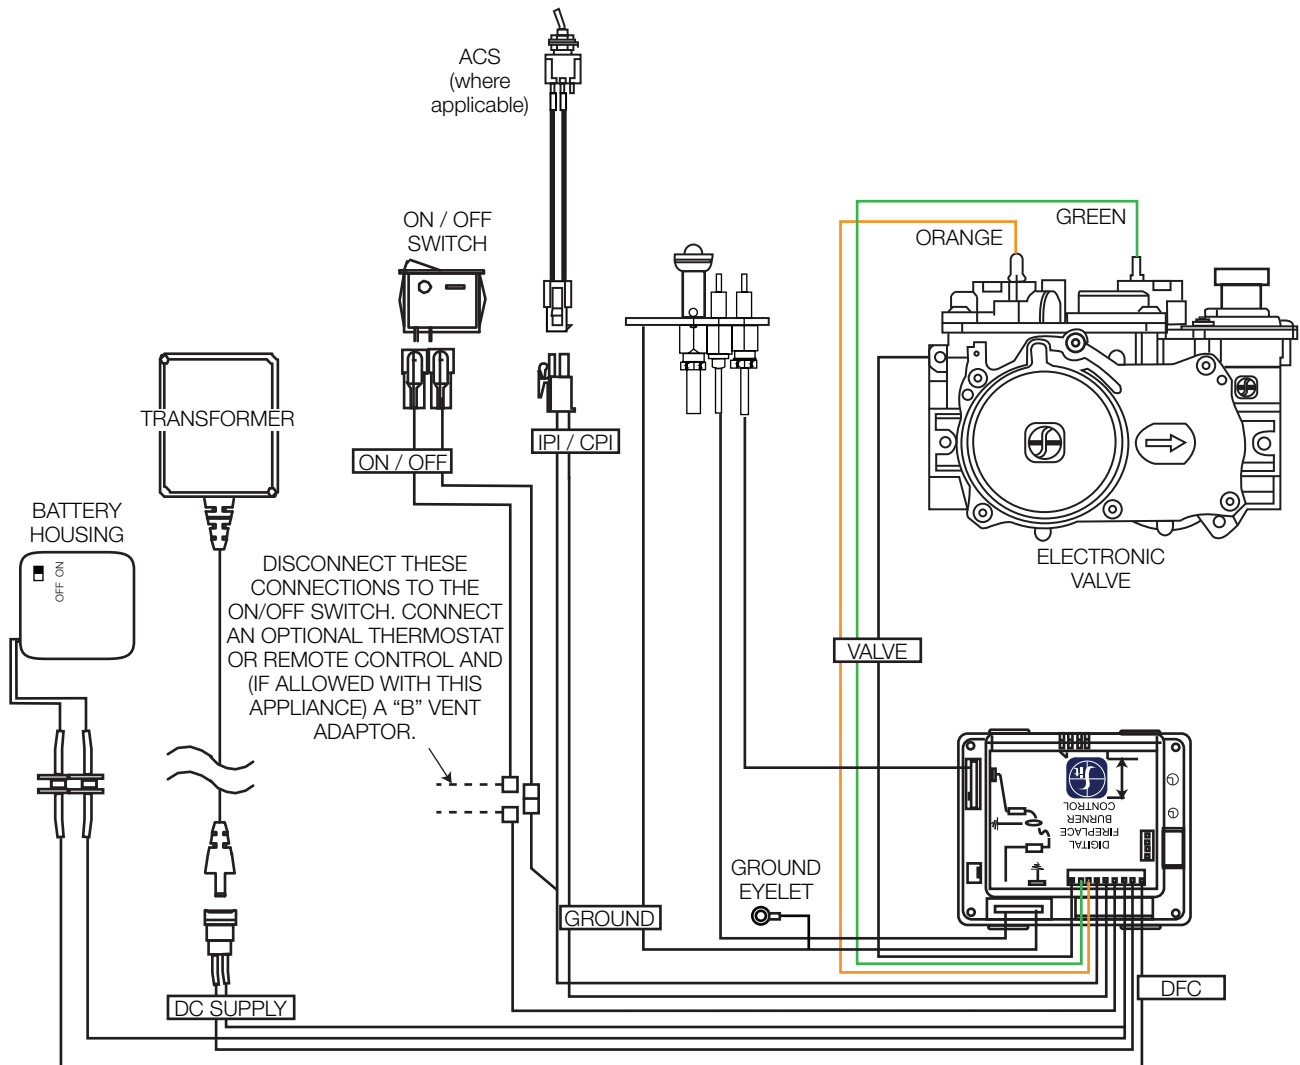 ACS
(where
applicable)
ON / OFF
SWITCH
GREEN
ORANGE
TRANSFORMER
IPI / CPI
ON / OFF
BATTERY
HOUSING
OFF ON
DISCONNECT THESE
CONNECTIONS TO THE
ON/OFF SWITCH. CONNECT
AN OPTIONAL THERMOSTAT
OR REMOTE CONTROL AND
(IF ALLOWED WITH THIS
APPLIANCE) A “B” VENT
ADAPTOR.
ELECTRONIC
VALVE
VALVE
DIGITAL
FIREPLACE
BURNER
CONTROL
GROUND
EYELET
GROUND
DFC
DC SUPPLY